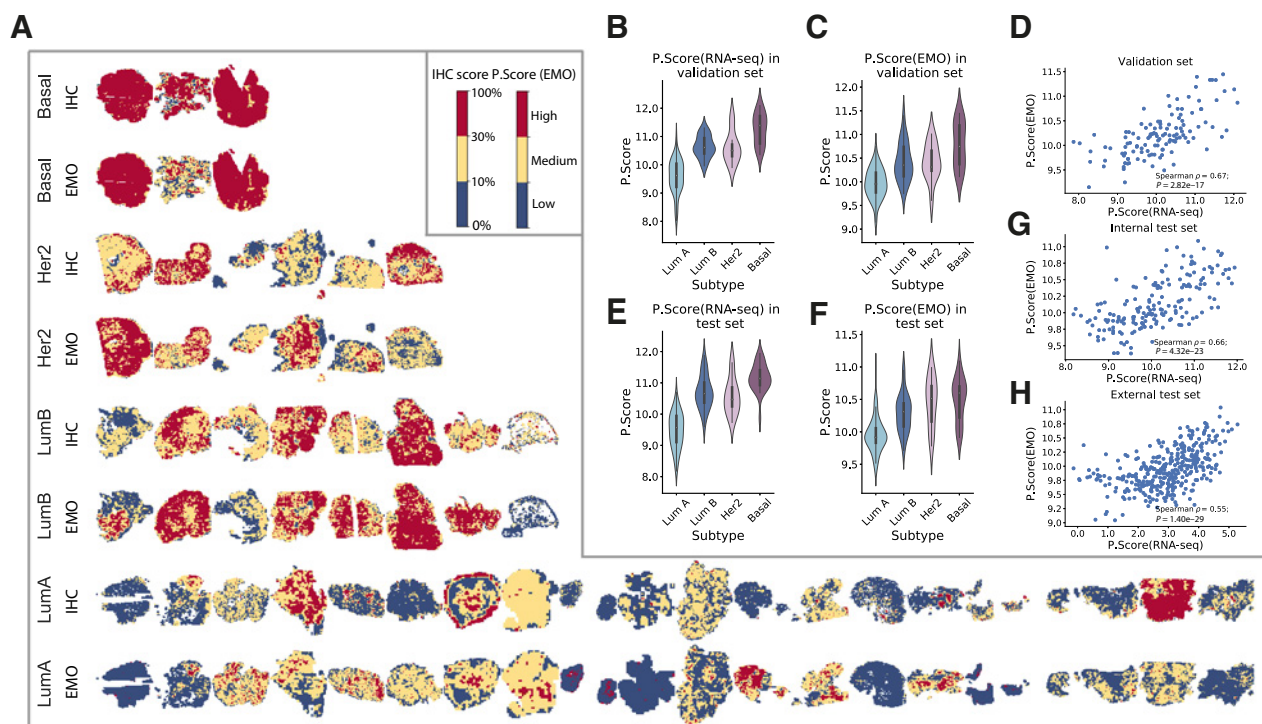 A
Basal
IHC
Basal
EMO
Her2
IHC
Her2
EMO
LumB
IHC
LumB
EMO
LumA
IHC
LumA
EMO
IHC score P.Score (EMO)
100%
30%
10%
0%
High
Medium
Low
B
P.Score(RNA-seq) in
validation set
P.Score
12.0
11.0
10.0
9.0
8.0
Lum A
Lum B
Her2
Basal
Subtype
C
P.Score(EMO) in
validation set
P.Score
11.5
11.0
10.5
10.0
9.5
9.0
Lum A
Lum B
Her2
Basal
Subtype
D
Validation set
P.Score(EMO)
11.5
11.0
10.5
10.0
9.5
Spearman ρ = 0.67;
P = 2.82e−17
8.0
9.0
10.0
11.0
12.0
P.Score(RNA-seq)
E
P.Score(RNA-seq) in
test set
P.Score
12.0
11.0
10.0
9.0
8.0
Lum A
Lum B
Her2
Basal
Subtype
F
P.Score(EMO) in
test set
P.Score
11.5
11.0
10.5
10.0
9.5
Lum A
Lum B
Her2
Basal
Subtype
G
Internal test set
P.Score(EMO)
11.0
10.8
10.5
10.2
10.0
9.8
9.5
Spearman ρ = 0.66;
P = 4.32e−23
8.0
9.0
10.0
11.0
12.0
P.Score(RNA-seq)
H
External test set
P.Score(EMO)
11.0
10.8
10.5
10.2
10.0
9.8
9.5
9.2
9.0
Spearman ρ = 0.55;
P = 1.40e−29
0.0
1.0
2.0
3.0
4.0
5.0
P.Score(RNA-seq)